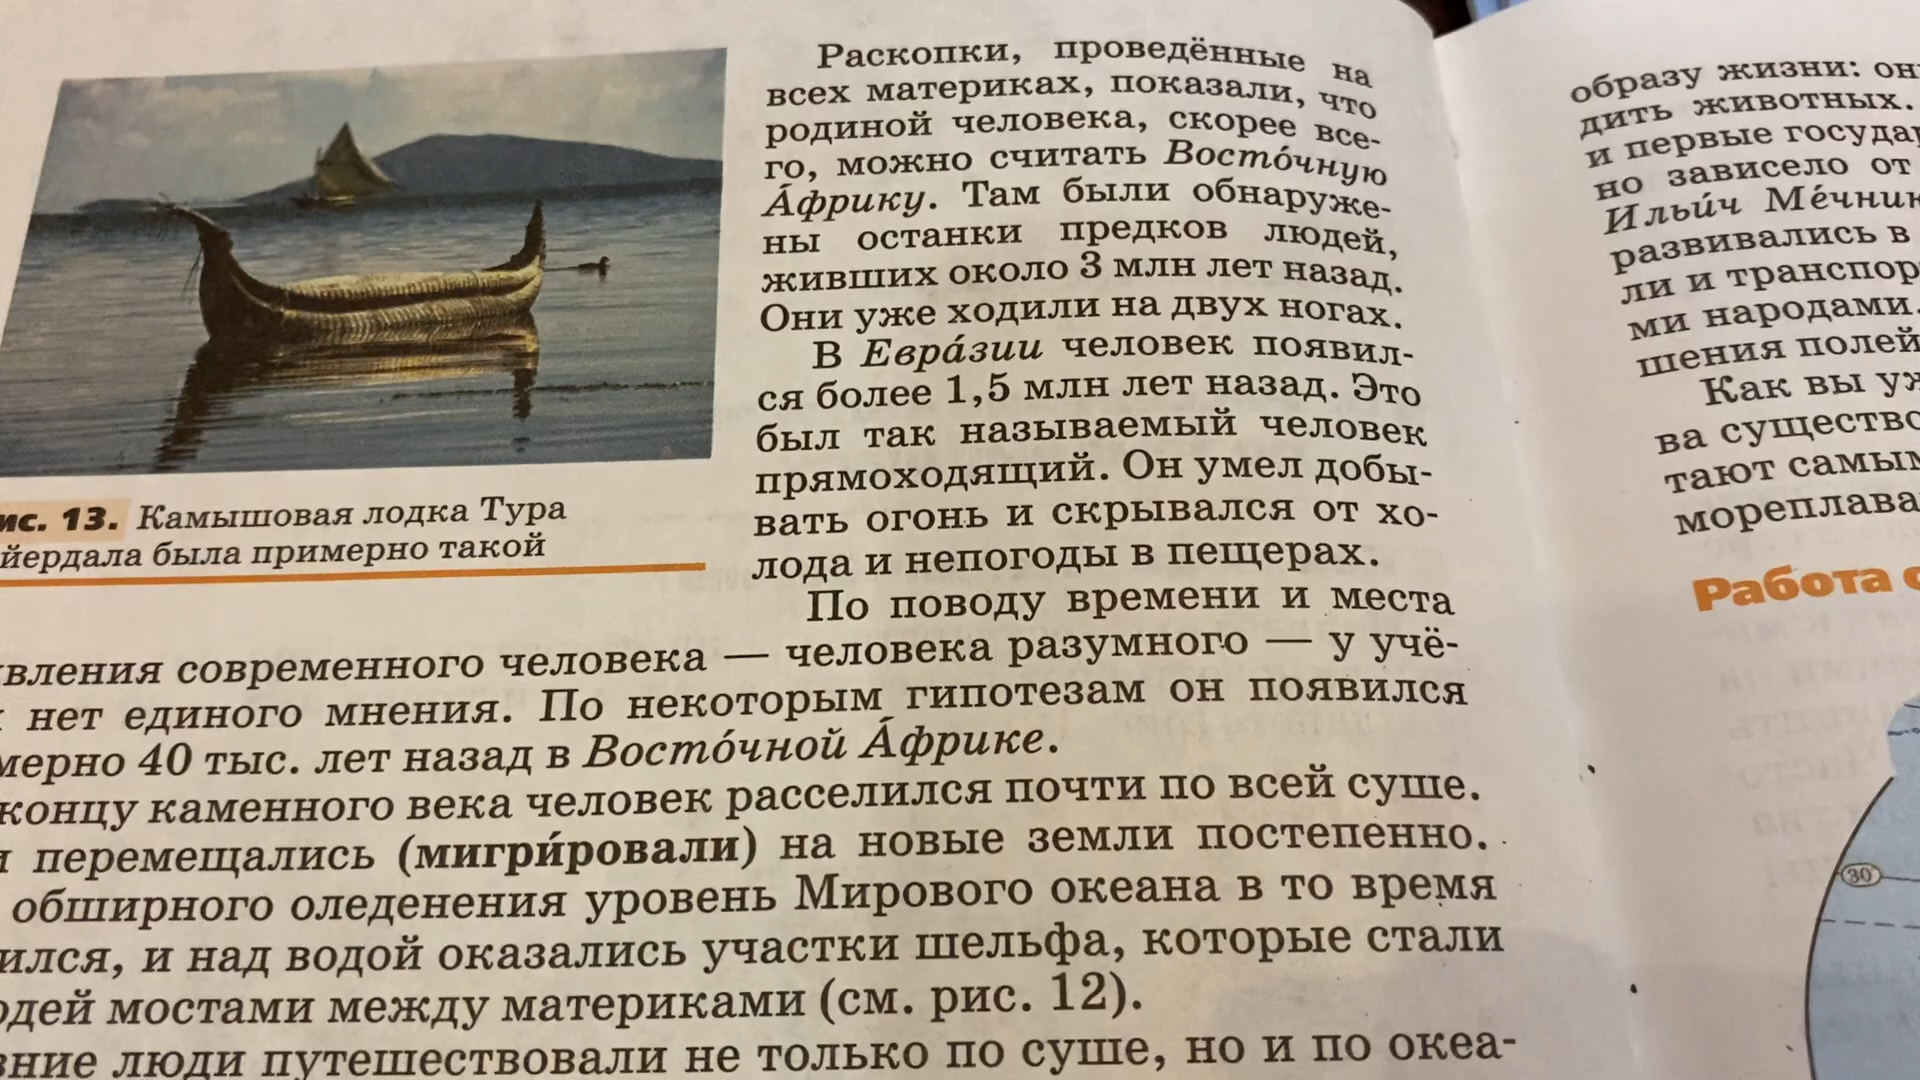 Раскопки, проведённые на
всех материках, показали, что
родиной человека, скорее все-
го, можно считать Восто́чную
А́фрику. Там были обнаруже-
ны останки предков людей,
живших около 3 млн лет назад.
Они уже ходили на двух ногах.
В Евра́зии человек появил-
ся более 1,5 млн лет назад. Это
был так называемый человек
прямоходящий. Он умел добы-
вать огонь и скрывался от хо-
лода и непогоды в пещерах.
ис. 13. Камышовая лодка Тура
йердала была примерно такой
По поводу времени и места
вления современного человека — человека разумного — у учё-
нет единого мнения. По некоторым гипотезам он появился
мерно 40 тыс. лет назад в Восто́чной А́фрике.
концу каменного века человек расселился почти по всей суше.
и перемещались (мигри́ровали) на новые земли постепенно.
обширного оледенения уровень Мирового океана в то время
ился, и над водой оказались участки шельфа, которые стали
дей мостами между материками (см. рис. 12).
вние люди путешествовали не только по суше, но и по океа-
образу жизни: он
дить животных.
и первые госуда
но зависело от
Ильи́ч Ме́чни
развивались в
ли и транспор
ми народами.
шения полей
Как вы у
ва существо
тают самым
мореплава
Работа с
30°